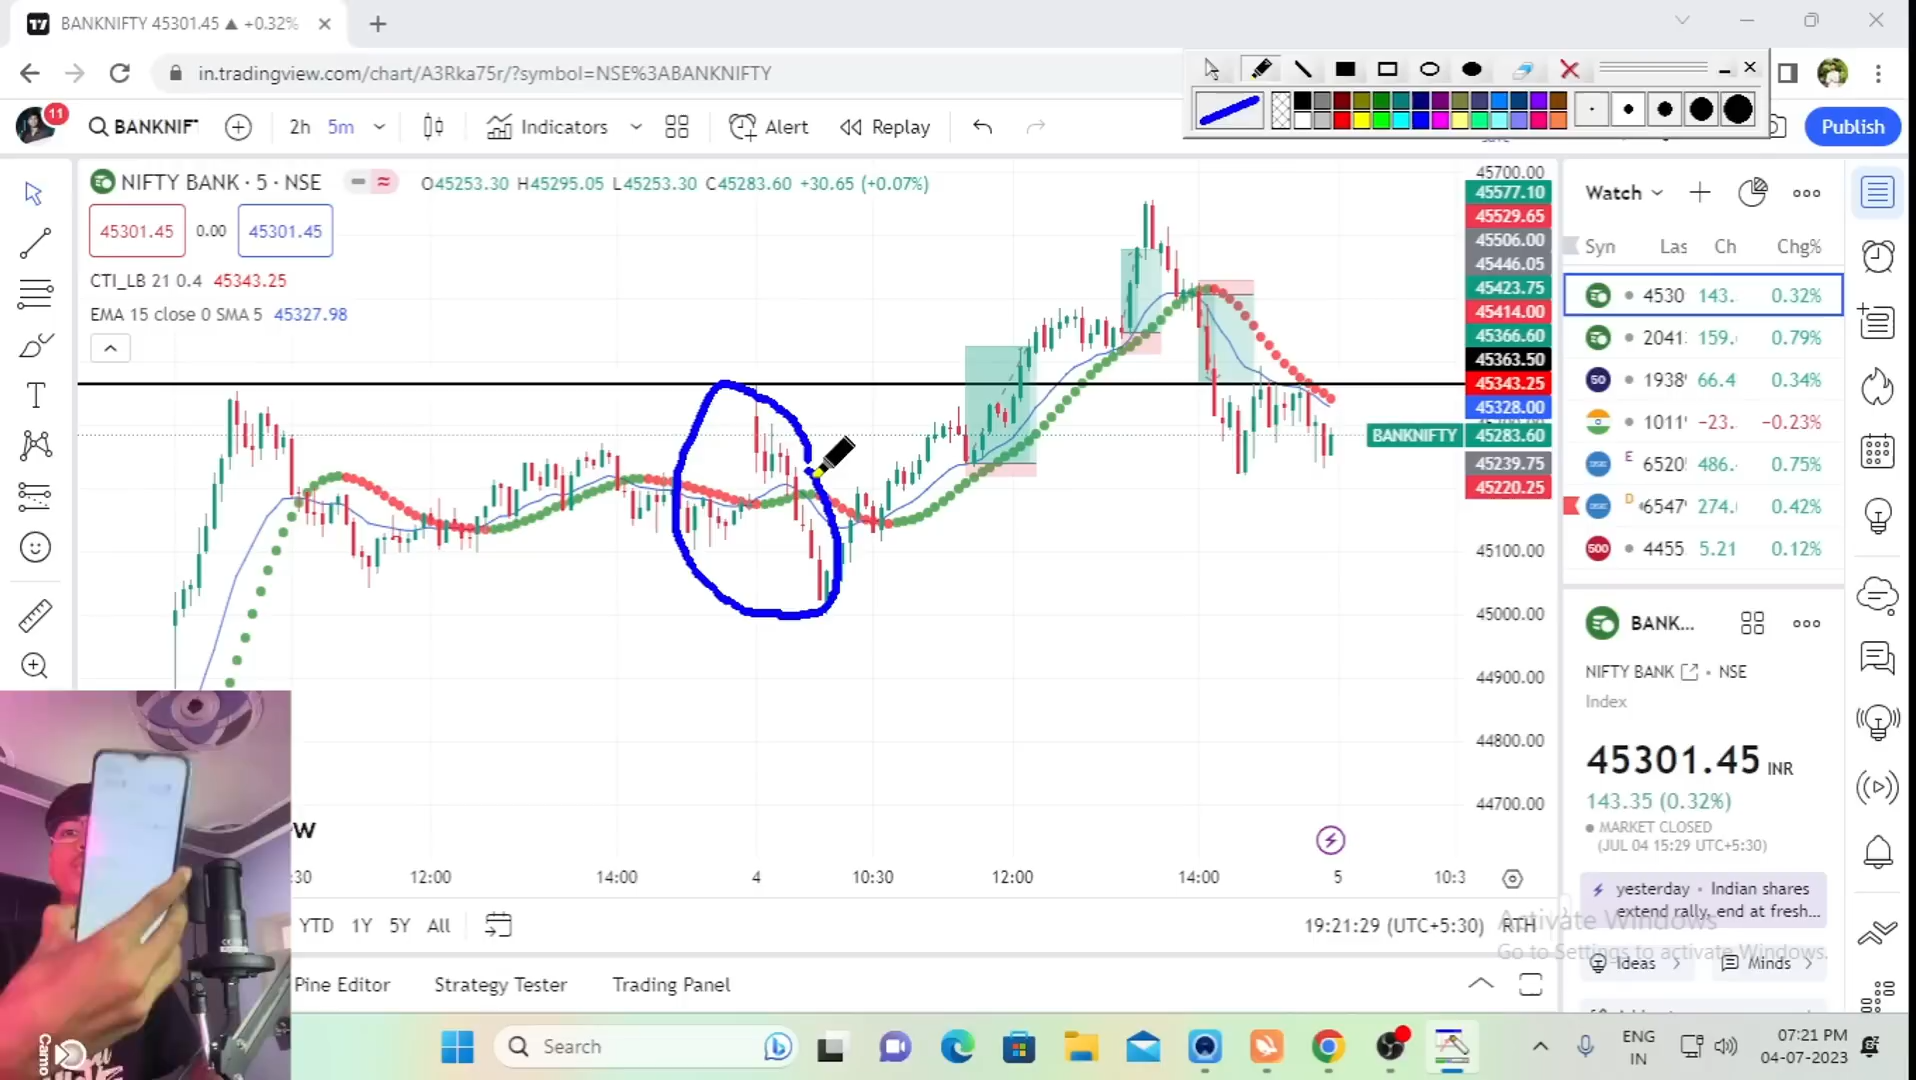 BANKNIFTY 45301.45 ▲ +0.32%
in.tradingview.com/chart/A3Rka75r/?symbol=NSE%3ABANKNIFTY
11
BANKNIF
2h
5m
Indicators
Alert
Replay
Publish
NIFTY BANK · 5 · NSE
O45253.30 H45295.05 L45253.30 C45283.60 +30.65 (+0.07%)
45301.45
0.00
45301.45
CTI_LB 21 0.4 45343.25
EMA 15 close 0 SMA 5 45327.98
45700.00
45577.10
45529.65
45506.00
45446.05
45423.75
45414.00
45366.60
45363.50
45343.25
45328.00
BANKNIFTY 45283.60
45239.75
45220.25
45100.00
45000.00
44900.00
44800.00
44700.00
Watch
Syn Las Ch Chg%
4530 143. 0.32%
2041 159. 0.79%
50 1938 66.4 0.34%
1011 −23. −0.23%
E 6520 486. 0.75%
D 6547 274. 0.42%
500 4455 5.21 0.12%
BANK...
NIFTY BANK • NSE
Index
45301.45 INR
143.35 (0.32%)
MARKET CLOSED
(JUL 04 15:29 UTC+5:30)
yesterday • Indian shares
extend rally, end at fresh...
Ideas
Minds
W
:30 12:00 14:00 4 10:30 12:00 14:00 5 10:3
YTD 1Y 5Y All
19:21:29 (UTC+5:30) RTH
Activate Windows
Go to Settings to activate Windows.
Pine Editor
Strategy Tester
Trading Panel
Search
ENG
IN
07:21 PM
04-07-2023
Camo